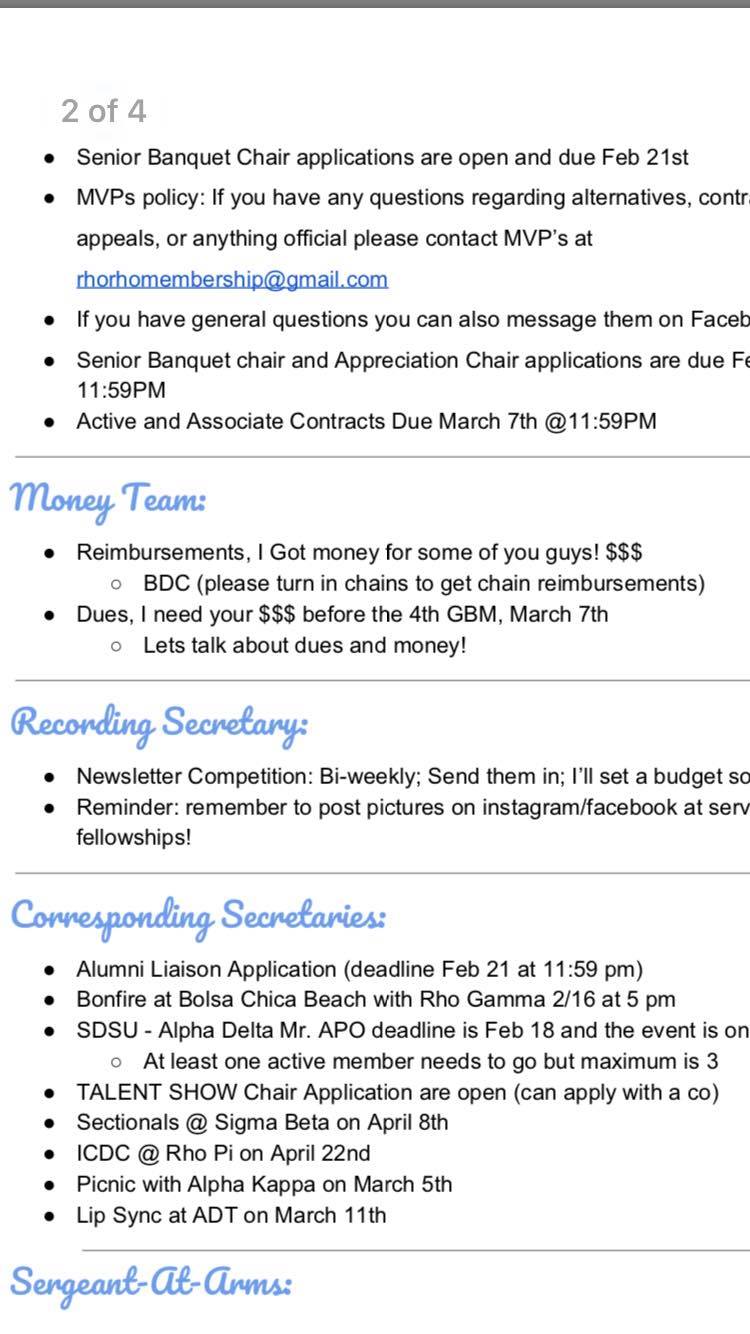 2 of 4
● Senior Banquet Chair applications are open and due Feb 21st
● MVPs policy: If you have any questions regarding alternatives,
appeals, or anything official please contact MVP’s at
rhorhomembership@gmail.com
● If you have general questions you can also message them on
● Senior Banquet chair and Appreciation Chair applications are due
11:59PM
● Active and Associate Contracts Due March 7th @11:59PM
Money Team:
● Reimbursements, I Got money for some of you guys! $$$
○ BDC (please turn in chains to get chain reimbursements)
● Dues, I need your $$$ before the 4th GBM, March 7th
○ Lets talk about dues and money!
Recording Secretary:
● Newsletter Competition: Bi-weekly; Send them in; I’ll set a budget so
● Reminder: remember to post pictures on instagram/facebook at
fellowships!
Corresponding Secretaries:
● Alumni Liaison Application (deadline Feb 21 at 11:59 pm)
● Bonfire at Bolsa Chica Beach with Rho Gamma 2/16 at 5 pm
● SDSU - Alpha Delta Mr. APO deadline is Feb 18 and the event is on
○ At least one active member needs to go but maximum is 3
● TALENT SHOW Chair Application are open (can apply with a co)
● Sectionals @ Sigma Beta on April 8th
● ICDC @ Rho Pi on April 22nd
● Picnic with Alpha Kappa on March 5th
● Lip Sync at ADT on March 11th
Sergeant-At-Arms: